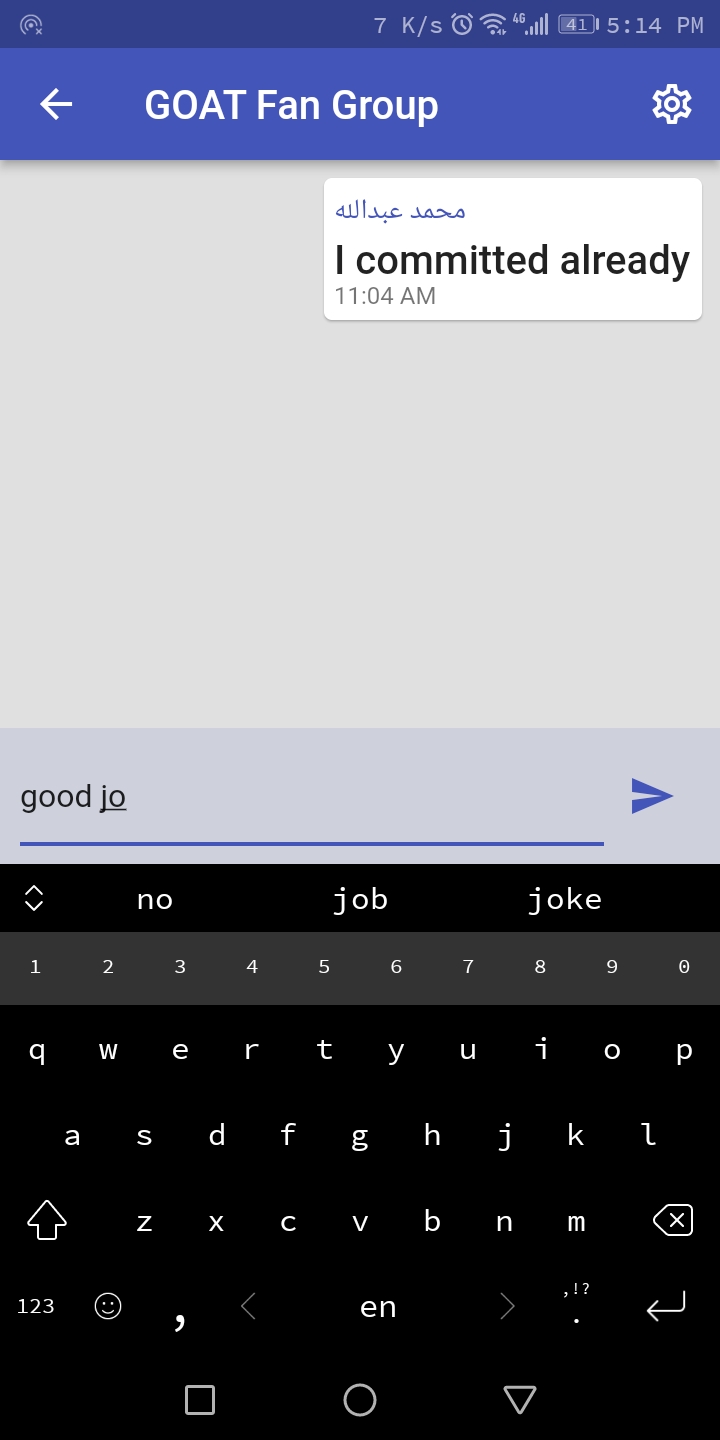 7 K/s 4G 41 5:14 PM
GOAT Fan Group
محمد عبدالله
I committed already
11:04 AM
good jo
no job joke
1 2 3 4 5 6 7 8 9 0
q w e r t y u i o p
a s d f g h j k l
z x c v b n m
,!?
123 , en .